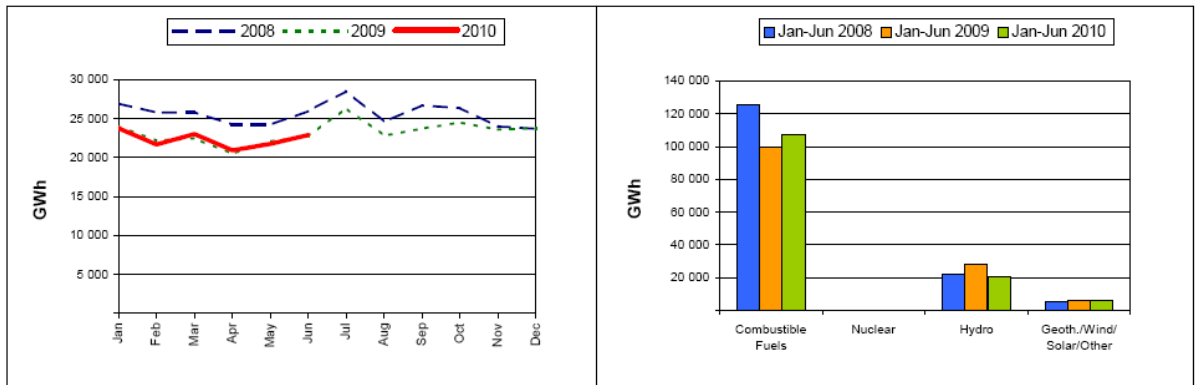 2008 2009 2010
30 000
25 000
20 000
15 000
10 000
5 000
GWh
Jan Feb Mar Apr May Jun Jul Aug Sep Oct Nov Dec
Jan-Jun 2008 Jan-Jun 2009 Jan-Jun 2010
140 000
120 000
100 000
80 000
60 000
40 000
20 000
GWh
Combustible Nuclear Hydro Geoth./Wind/
Fuels Solar/Other